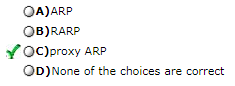 A)ARP
B)RARP
C)proxy ARP
D)None of the choices are correct